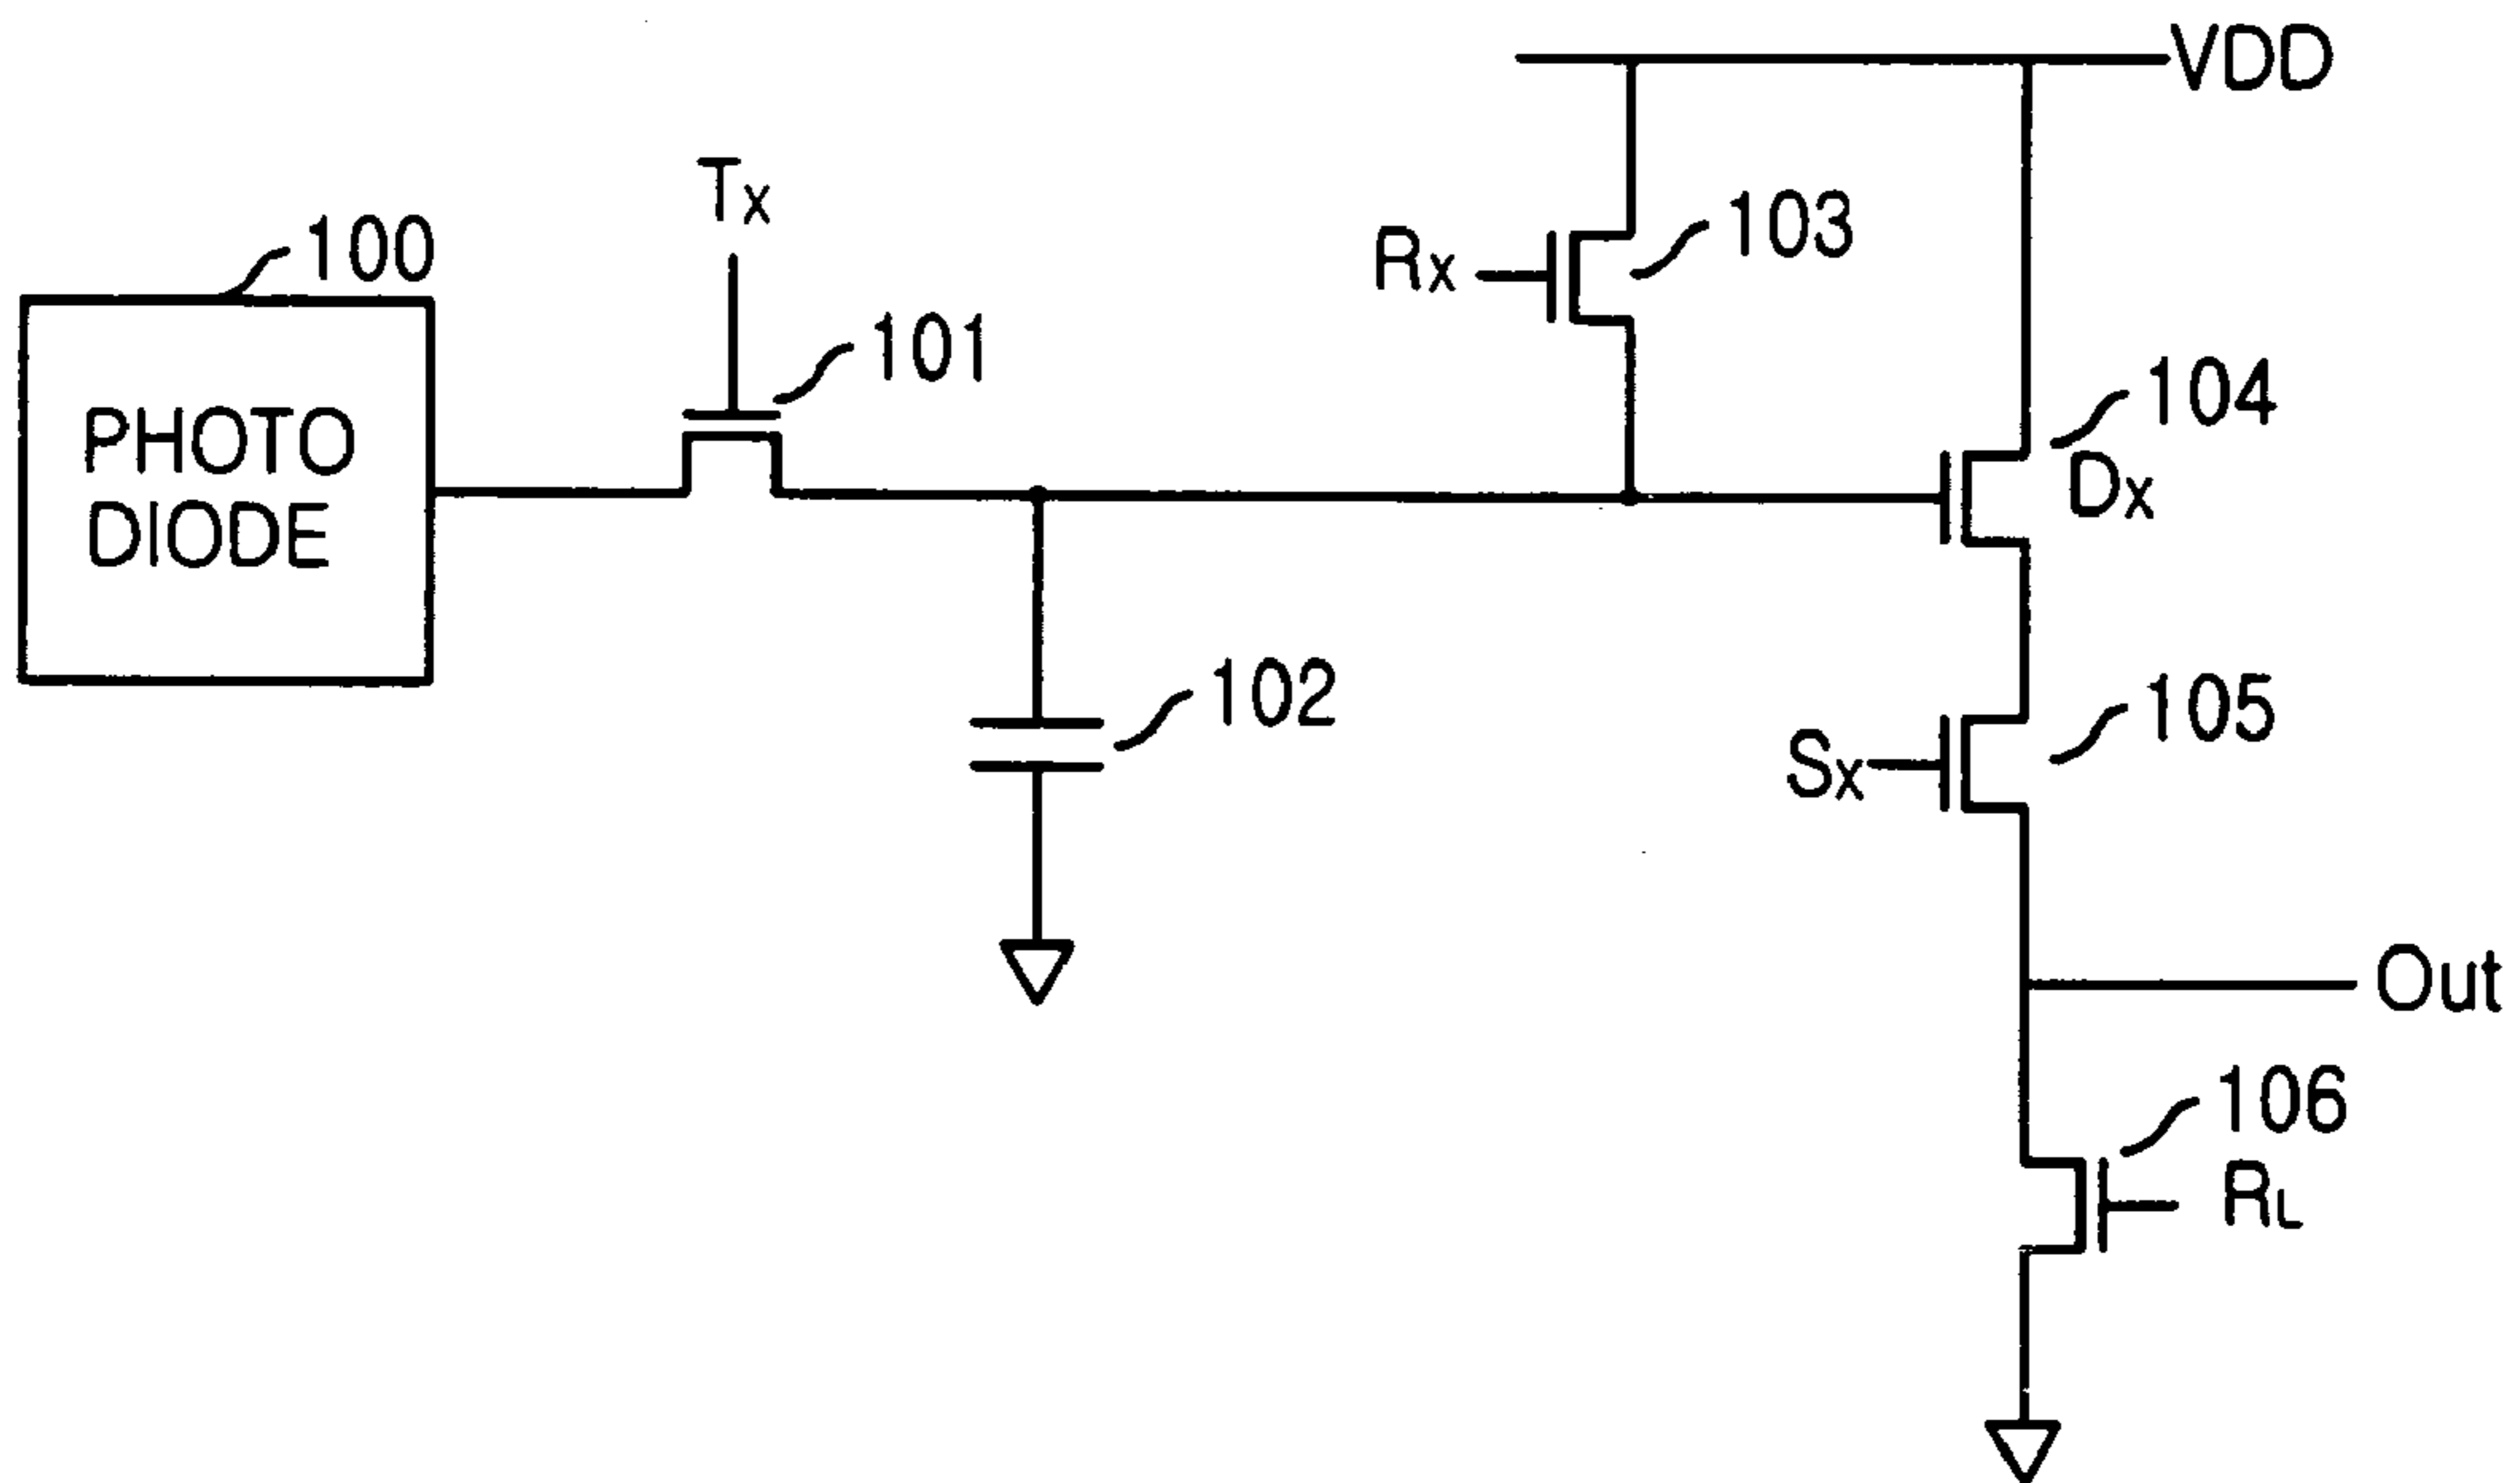 VDD
Tx
103
Rx
100
101
104
Dx
PHOTO
DIODE
102
105
Sx
Out
106
RL